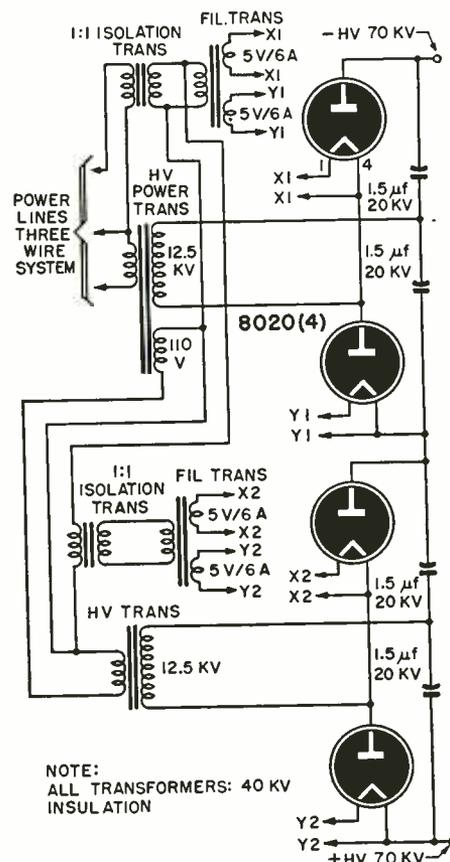 FIL.TRANS
1:1 ISOLATION
TRANS
X1
5V/6A
X1
Y1
5V/6A
Y1
-HV 70 KV
1 4
X1
X1
1.5 μf
20 KV
POWER
LINES
THREE
WIRE
SYSTEM
HV
POWER
TRANS
12.5
KV
1.5 μf
20 KV
8020(4)
110
V
Y1
Y1
1:1
ISOLATION
TRANS
FIL TRANS
X2
5V/6A
X2
Y2
5V/6A
Y2
X2
X2
1.5 μf
20 KV
HV TRANS
12.5 KV
1.5 μf
20 KV
NOTE:
ALL TRANSFORMERS: 40 KV
INSULATION
Y2
Y2
+HV 70 KV